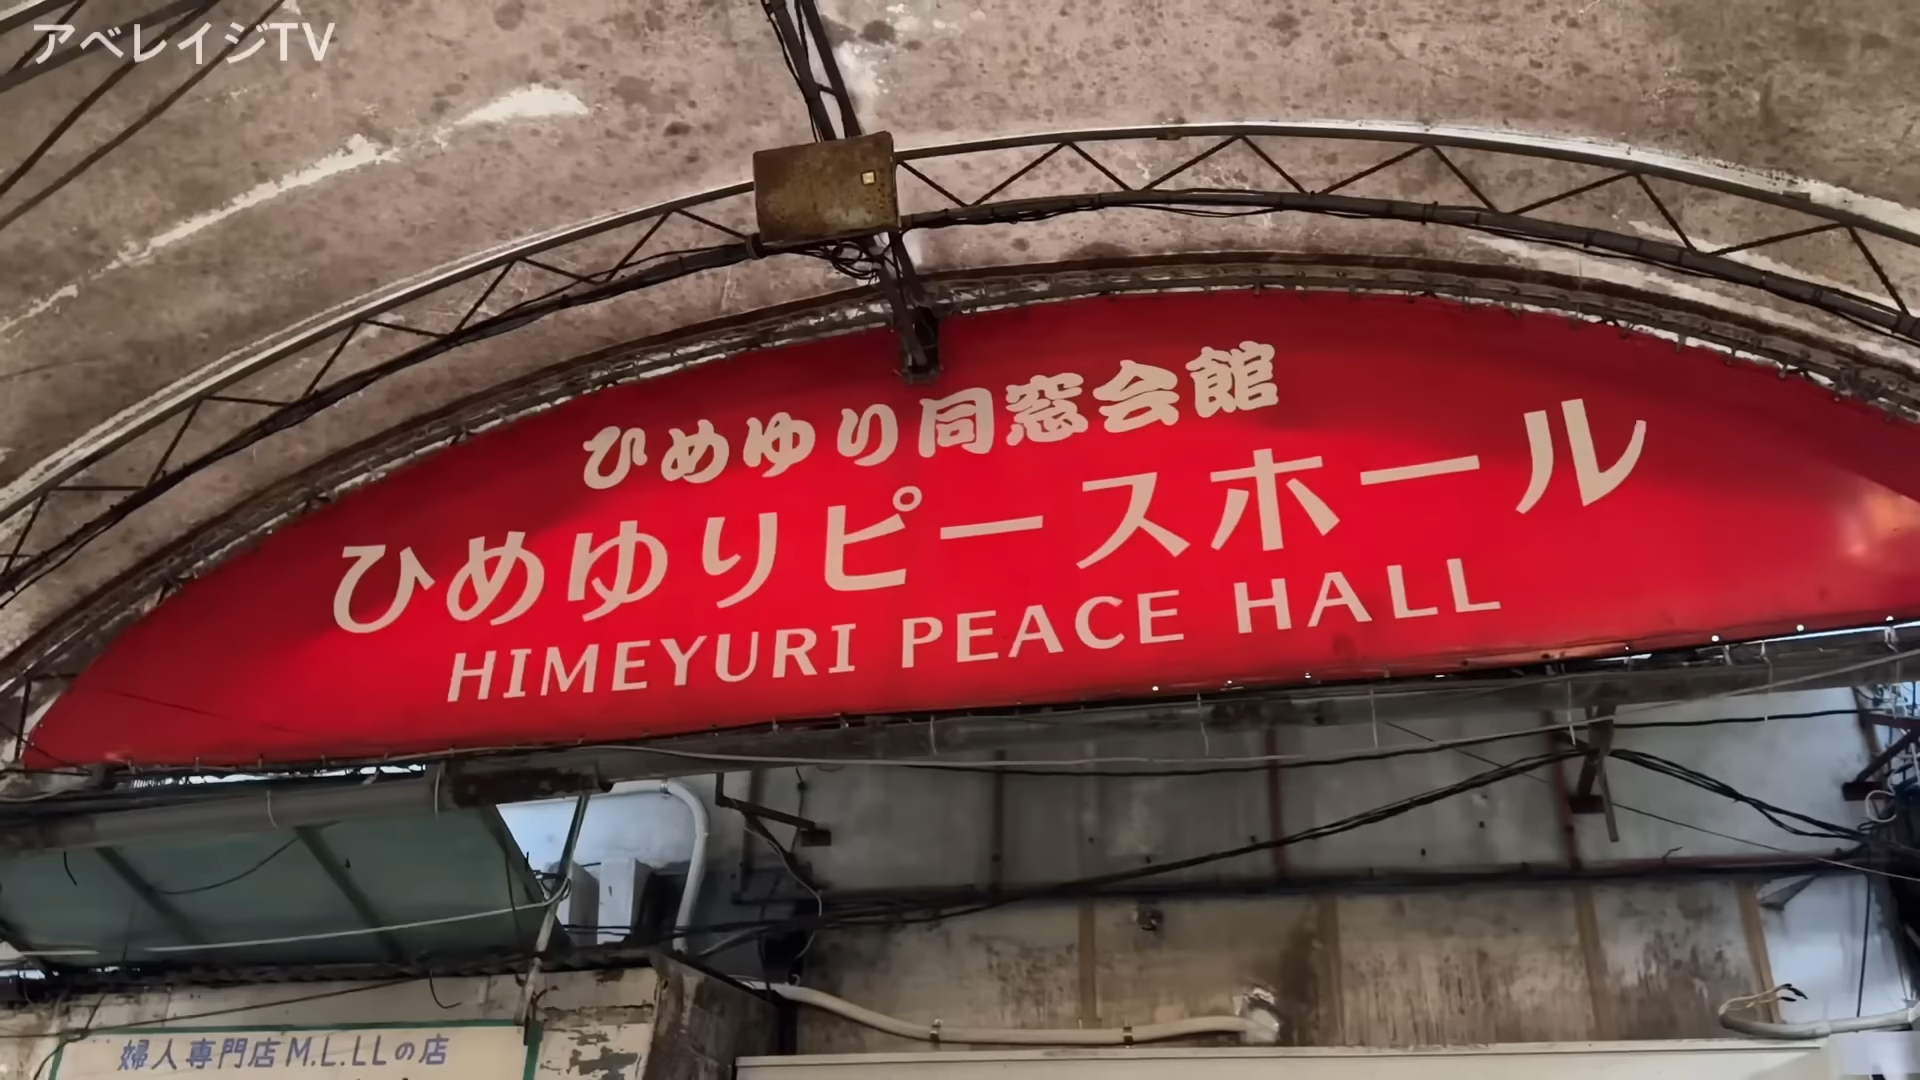 アベレイジTV
ひめゆり同窓会館
ひめゆりピースホール
HIMEYURI PEACE HALL
婦人専門店M.L.LLの店